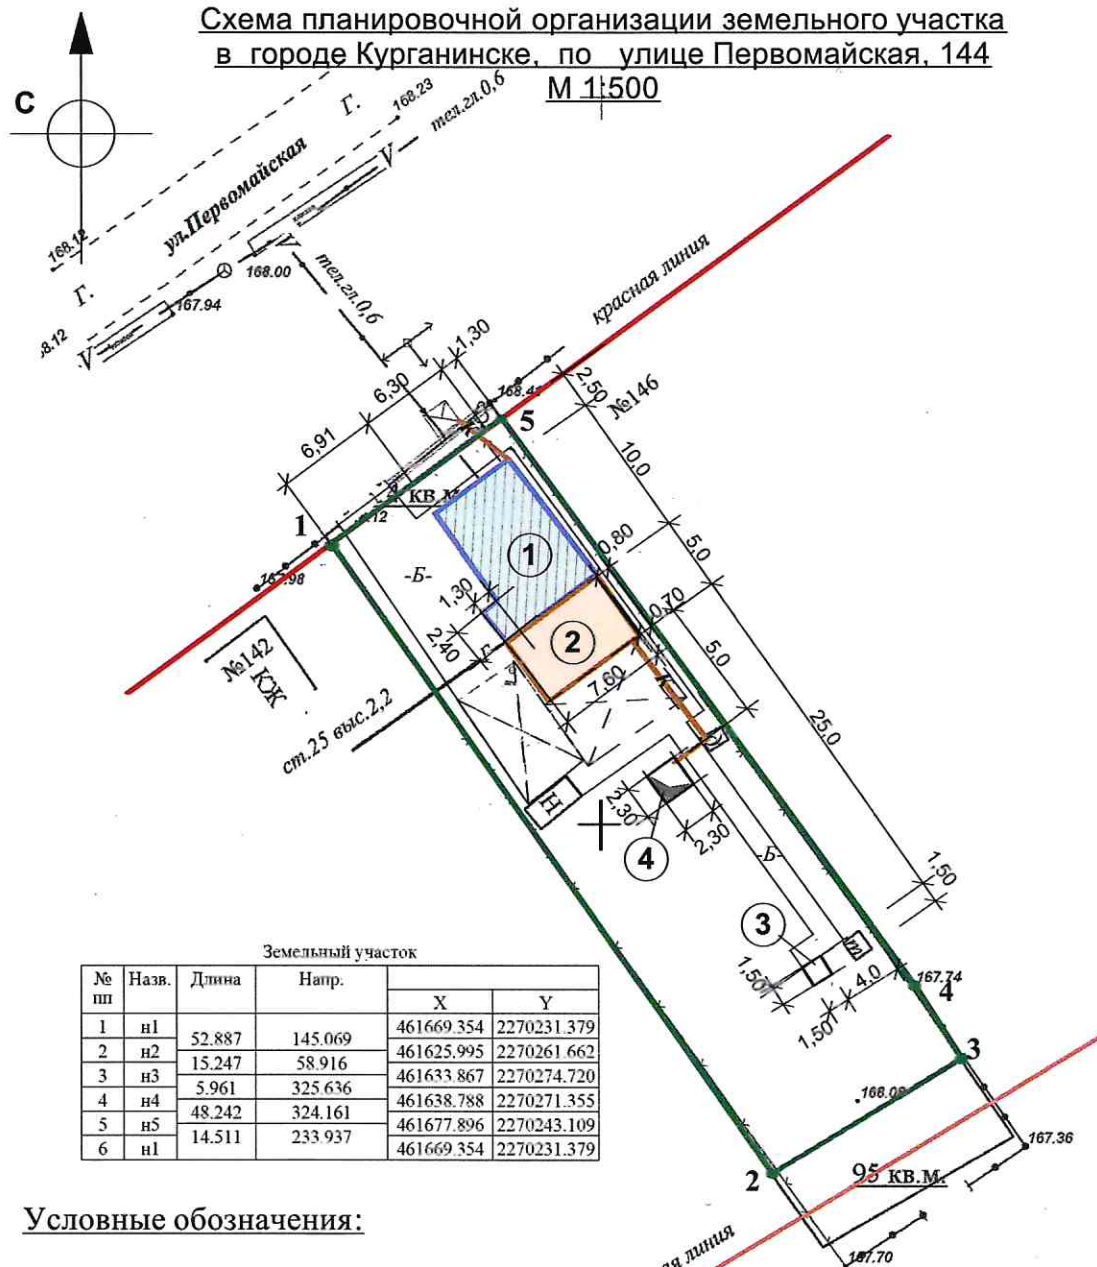 Схема планировочной организации земельного участка
в городе Курганинске, по улице Первомайская, 144
М 1:500
С
168.23
Г.
тел.гл.0,6
V
ул.Первомайская
168.12
V
168.00
Г.
167.94
тел.гл.0,6
V
красная линия
1,30
6,30
6,91
2,50
№146
5
10,0
кв.м
1
167.98
-Б-
1
0,80
5,0
1,30
2,40
2
0,70
5,0
Г
№142
КЖ
7.60
К
25,0
ст.25 выс.2,2
Н
2,30
2,30
4
-Б-
1,50
3
т
1,50
4,0
1,50
167.74
4
3
168.08
167.36
2
95 кв.м.
167.70
Земельный участок
№ пп Назв. Длина Напр. X Y
1 н1 461669.354 2270231.379
52.887 145.069
2 н2 461625.995 2270261.662
15.247 58.916
3 н3 461633.867 2270274.720
5.961 325.636
4 н4 461638.788 2270271.355
48.242 324.161
5 н5 461677.896 2270243.109
14.511 233.937
6 н1 461669.354 2270231.379
Условные обозначения:
линия